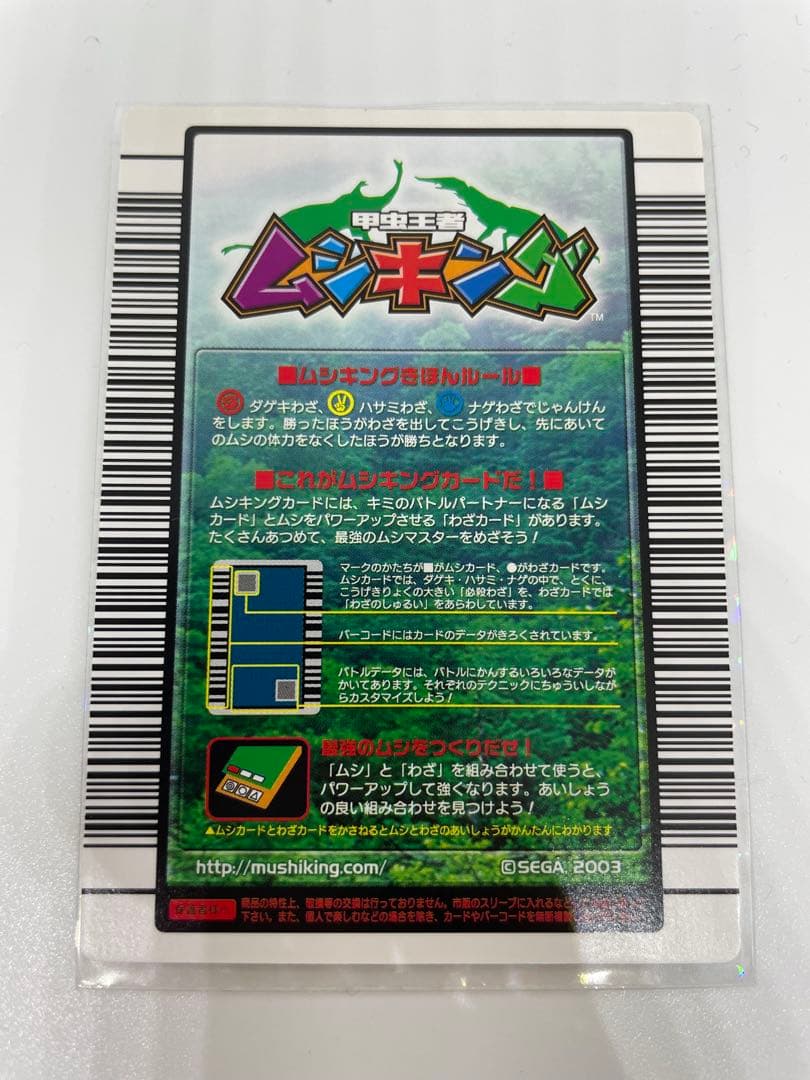 甲虫王者
ムシキング
TM
■ムシキングきほんルール■
ダゲキわざ、ハサミわざ、ナゲわざでじゃんけん
をします。勝ったほうがわざを出してこうげきし、先にあいて
のムシの体力をなくしたほうが勝ちとなります。
■これがムシキングカードだ!■
ムシキングカードには、キミのバトルパートナーになる「ムシ
カード」とムシをパワーアップさせる「わざカード」があります。
たくさんあつめて、最強のムシマスターをめざそう!
マークのかたちが■がムシカード、●がわざカードです。
ムシカードでは、ダゲキ・ハサミ・ナゲの中で、とくに、
こうげきりょくの大きい「必殺わざ」を、わざカードでは
「わざのしゅるい」をあらわしています。
バーコードにはカードのデータがきろくされています。
バトルデータには、バトルにかんするいろいろなデータが
かいてあります。それぞれのテクニックにちゅういしなが
らカスタマイズしよう!
最強のムシをつくりだせ!
「ムシ」と「わざ」を組み合わせて使うと、
パワーアップして強くなります。あいしょう
の良い組み合わせを見つけよう!
▲ムシカードとわざカードをかさねるとムシとわざのあいしょうがかんたんにわかります
http://mushiking.com/
©SEGA, 2003
保護者様へ
商品の特性上、破損等の交換は行っておりません。市販のスリーブに入れるなど
下さい。また、個人で楽しむなどの場合を除き、カードやバーコードを無断複製